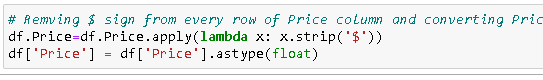 # Remving $ sign from every row of Price column and converting Pric
df.Price=df.Price.apply(lambda x: x.strip('$'))
df['Price'] = df['Price'].astype(float)